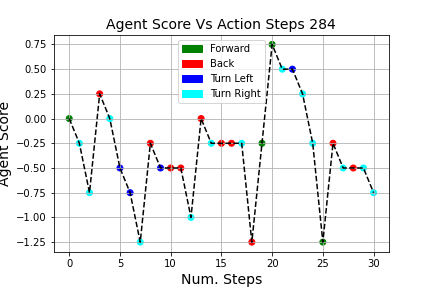 Agent Score Vs Action Steps 284
Agent Score
0.75
0.50
0.25
0.00
−0.25
−0.50
−0.75
−1.00
−1.25
Forward
Back
Turn Left
Turn Right
0 5 10 15 20 25 30
Num. Steps